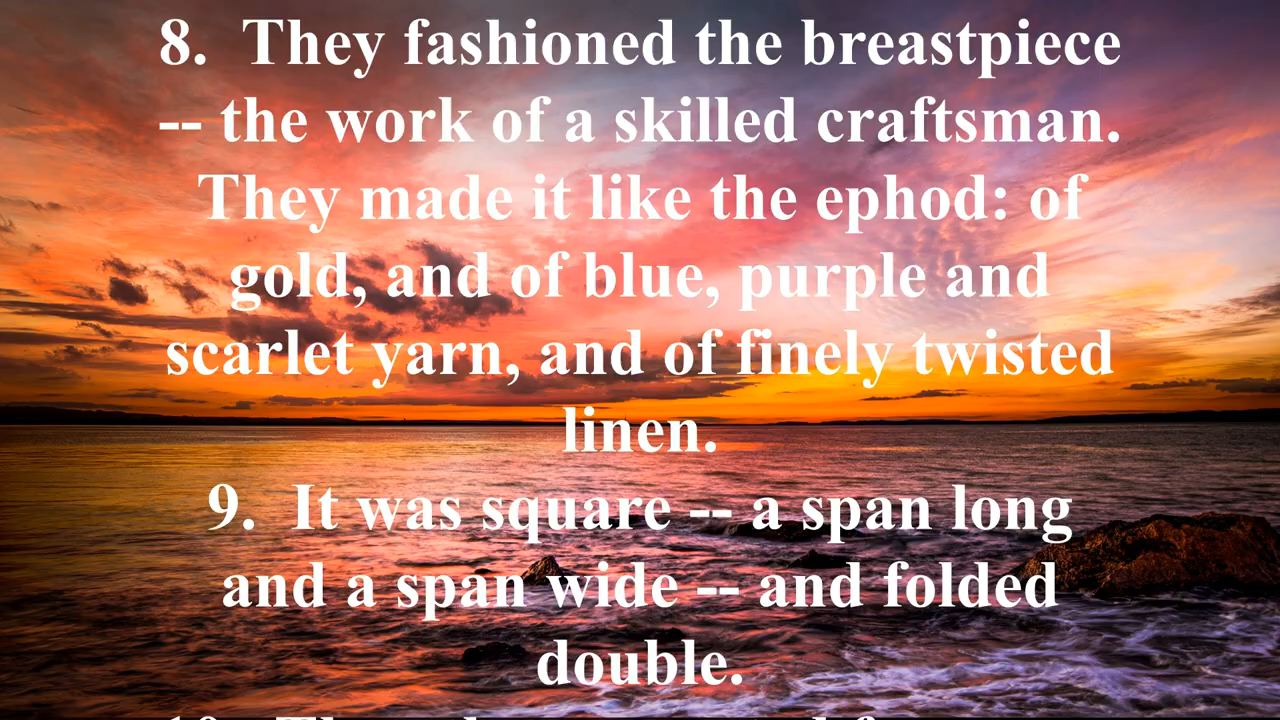 8.  They fashioned the breastpiece
-- the work of a skilled craftsman.
They made it like the ephod: of
gold, and of blue, purple and
scarlet yarn, and of finely twisted
linen.
9.  It was square -- a span long
and a span wide -- and folded
double.